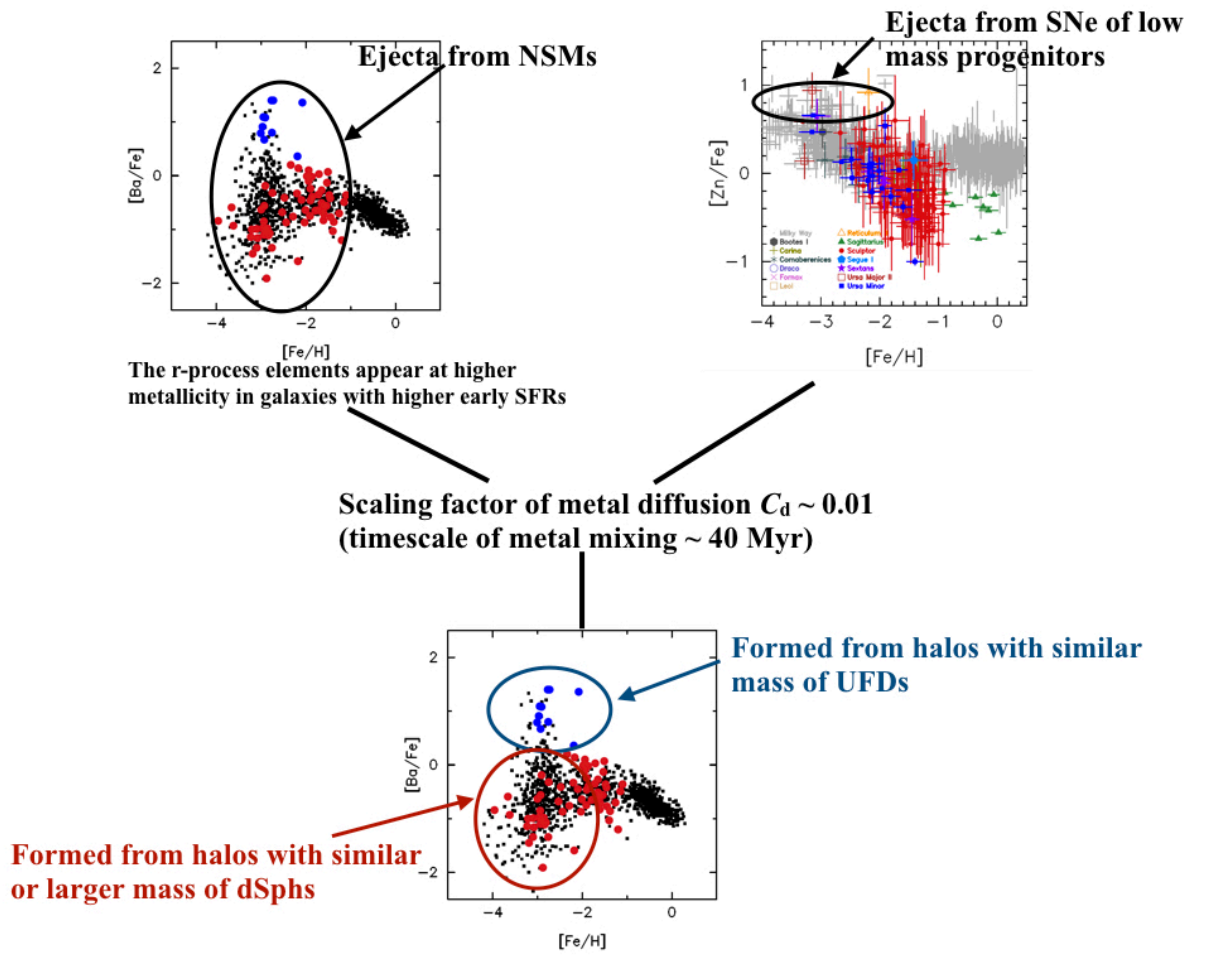 Ejecta from NSMs
2
0
−2
[Ba/Fe]
−4
−2
0
[Fe/H]
The r-process elements appear at higher
metallicity in galaxies with higher early SFRs
Ejecta from SNe of low
mass progenitors
1
0
−1
[Zn/Fe]
Milky Way
Bootes I
Carina
Comaberenices
Draco
Fornax
LeoI
Sagittarius
Sculptor
Segue I
Sextans
Ursa Major II
Ursa Minor
−4
−3
−2
−1
0
[Fe/H]
Scaling factor of metal diffusion Cd ~ 0.01
(timescale of metal mixing ~ 40 Myr)
2
0
−2
[Ba/Fe]
−4
−2
0
[Fe/H]
Formed from halos with similar
mass of UFDs
Formed from halos with similar
or larger mass of dSphs